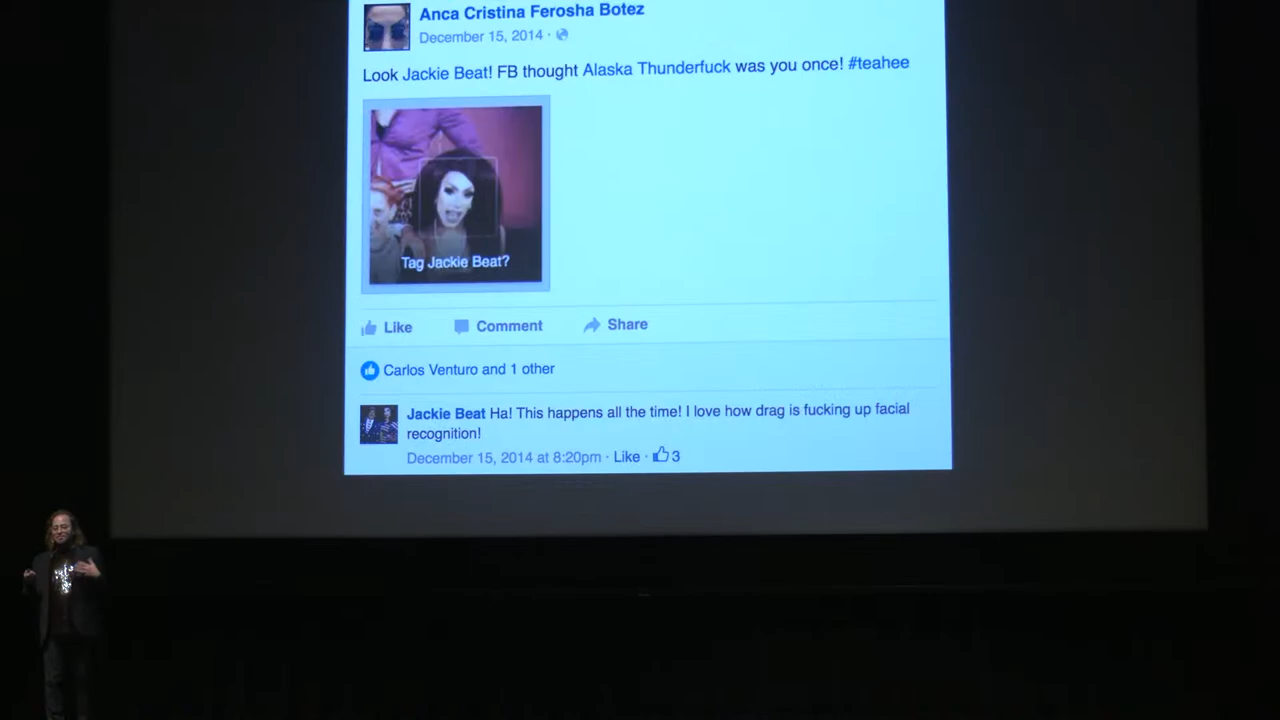 Anca Cristina Ferosha Botez
December 15, 2014 ·
Look Jackie Beat! FB thought Alaska Thunderfuck was you once! #teahee
Tag Jackie Beat?
Like Comment Share
Carlos Venturo and 1 other
Jackie Beat Ha! This happens all the time! I love how drag is fucking up facial
recognition!
December 15, 2014 at 8:20pm · Like · 3